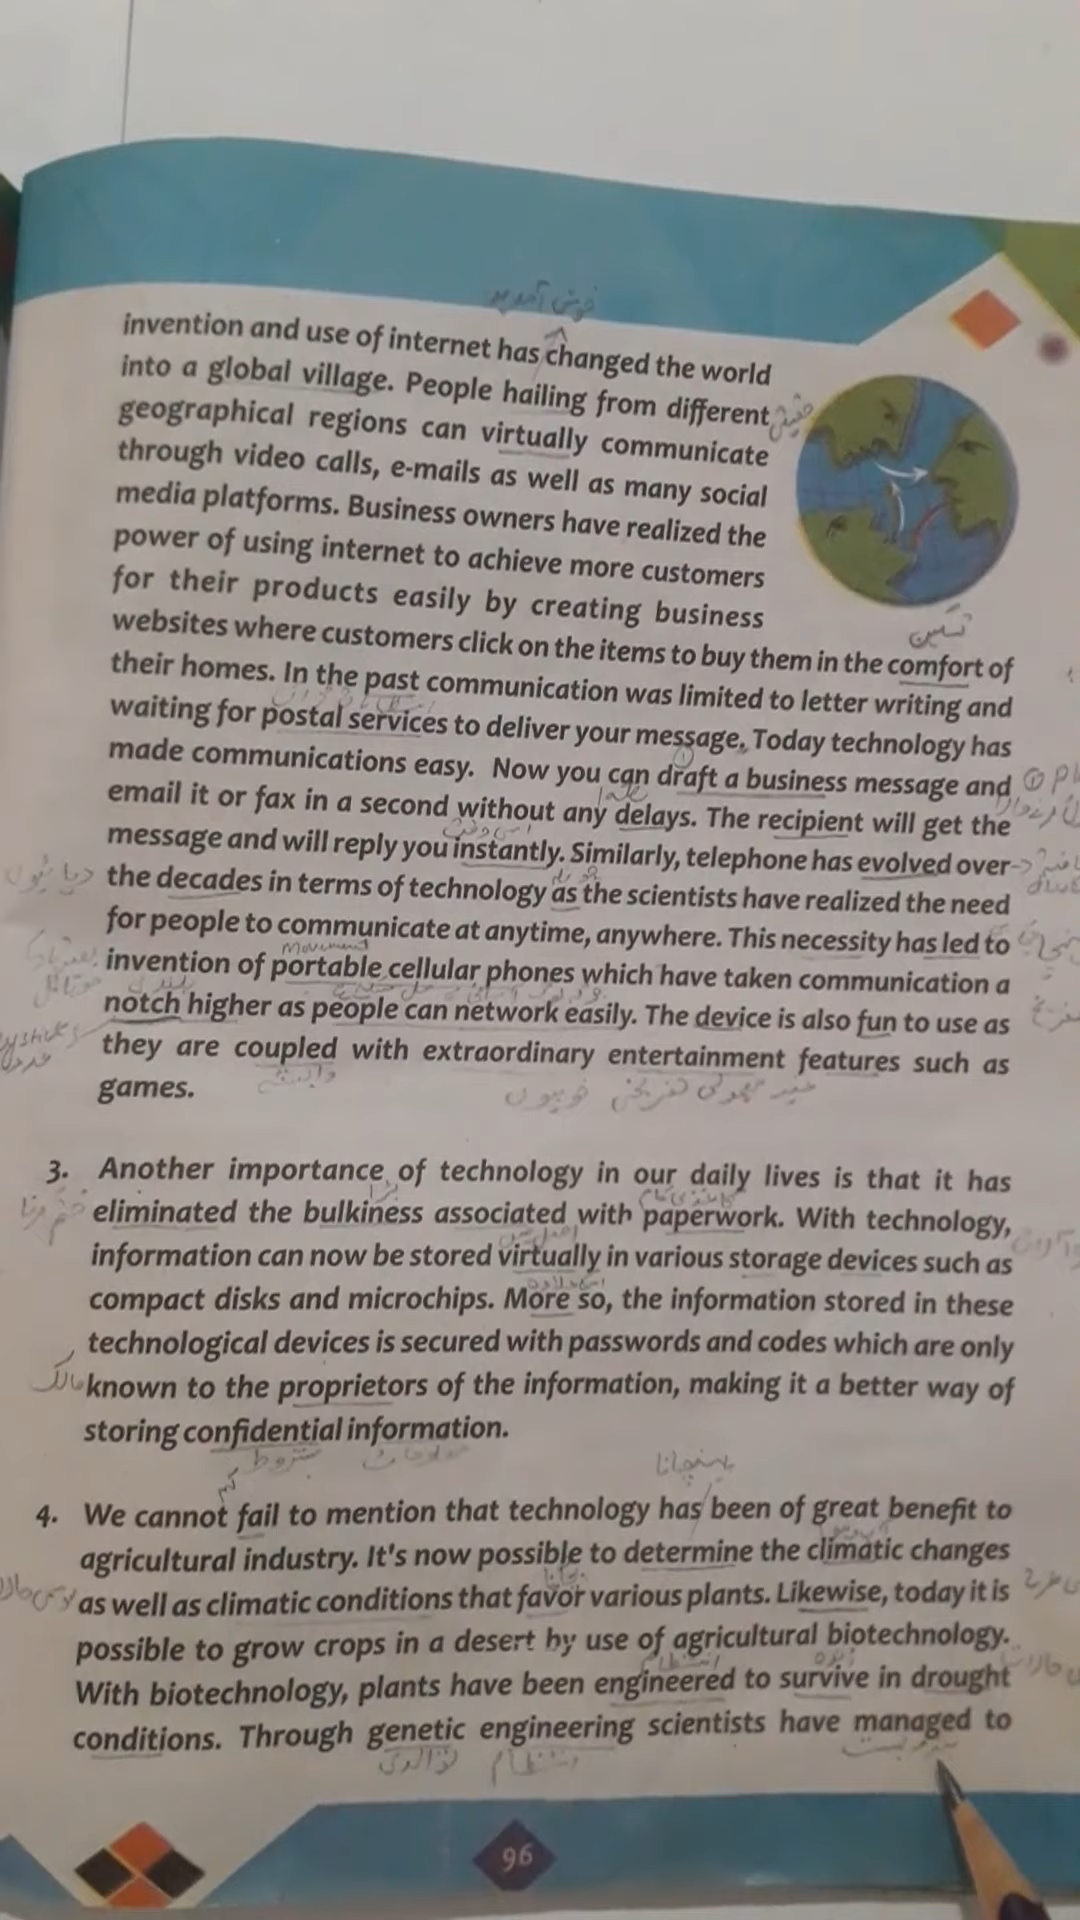 خوش آمدید
invention and use of internet has changed the world
into a global village. People hailing from different
geographical regions can virtually communicate
through video calls, e-mails as well as many social
media platforms. Business owners have realized the
power of using internet to achieve more customers
for their products easily by creating business
websites where customers click on the items to buy them in the comfort of
their homes. In the past communication was limited to letter writing and
waiting for postal services to deliver your message. Today technology has
made communications easy. Now you can draft a business message and
email it or fax in a second without any delays. The recipient will get the
message and will reply you instantly. Similarly, telephone has evolved over
the decades in terms of technology as the scientists have realized the need
for people to communicate at anytime, anywhere. This necessity has led to
Movement
invention of portable cellular phones which have taken communication a
notch higher as people can network easily. The device is also fun to use as
they are coupled with extraordinary entertainment features such as
games.
3. Another importance of technology in our daily lives is that it has
eliminated the bulkiness associated with paperwork. With technology,
information can now be stored virtually in various storage devices such as
compact disks and microchips. More so, the information stored in these
technological devices is secured with passwords and codes which are only
known to the proprietors of the information, making it a better way of
storing confidential information.
4. We cannot fail to mention that technology has been of great benefit to
agricultural industry. It's now possible to determine the climatic changes
as well as climatic conditions that favor various plants. Likewise, today it is
possible to grow crops in a desert by use of agricultural biotechnology.
With biotechnology, plants have been engineered to survive in drought
conditions. Through genetic engineering scientists have managed to
96